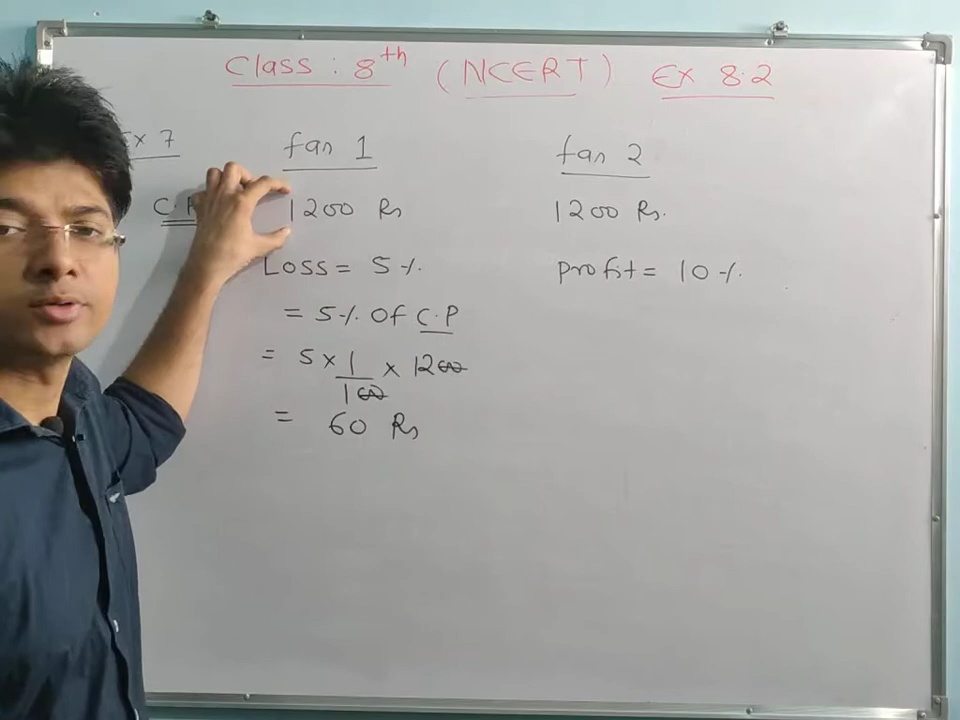 Class : 8th (NCERT) Ex 8.2
Ex 7
fan 1
fan 2
C.P
1200 Rs
1200 Rs.
Loss = 5 %.
profit = 10 %.
= 5 % Of C.P
= 5 × 1/100 × 1200
= 60 Rs